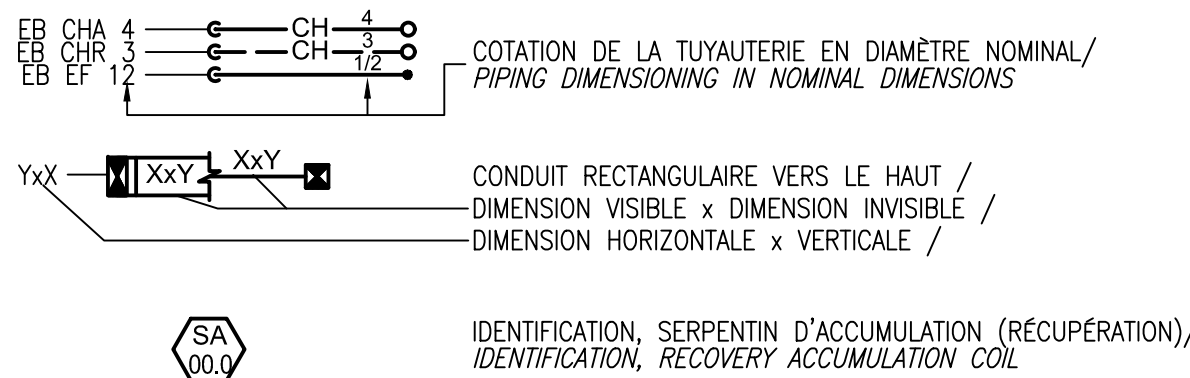 EB CHA 4 CH 4
EB CHR 3 CH 3
EB EF 12 1/2
COTATION DE LA TUYAUTERIE EN DIAMÈTRE NOMINAL/
PIPING DIMENSIONING IN NOMINAL DIMENSIONS
YxX XxY XxY
CONDUIT RECTANGULAIRE VERS LE HAUT /
DIMENSION VISIBLE x DIMENSION INVISIBLE /
DIMENSION HORIZONTALE x VERTICALE /
SA
00.0
IDENTIFICATION, SERPENTIN D'ACCUMULATION (RÉCUPÉRATION)/
IDENTIFICATION, RECOVERY ACCUMULATION COIL